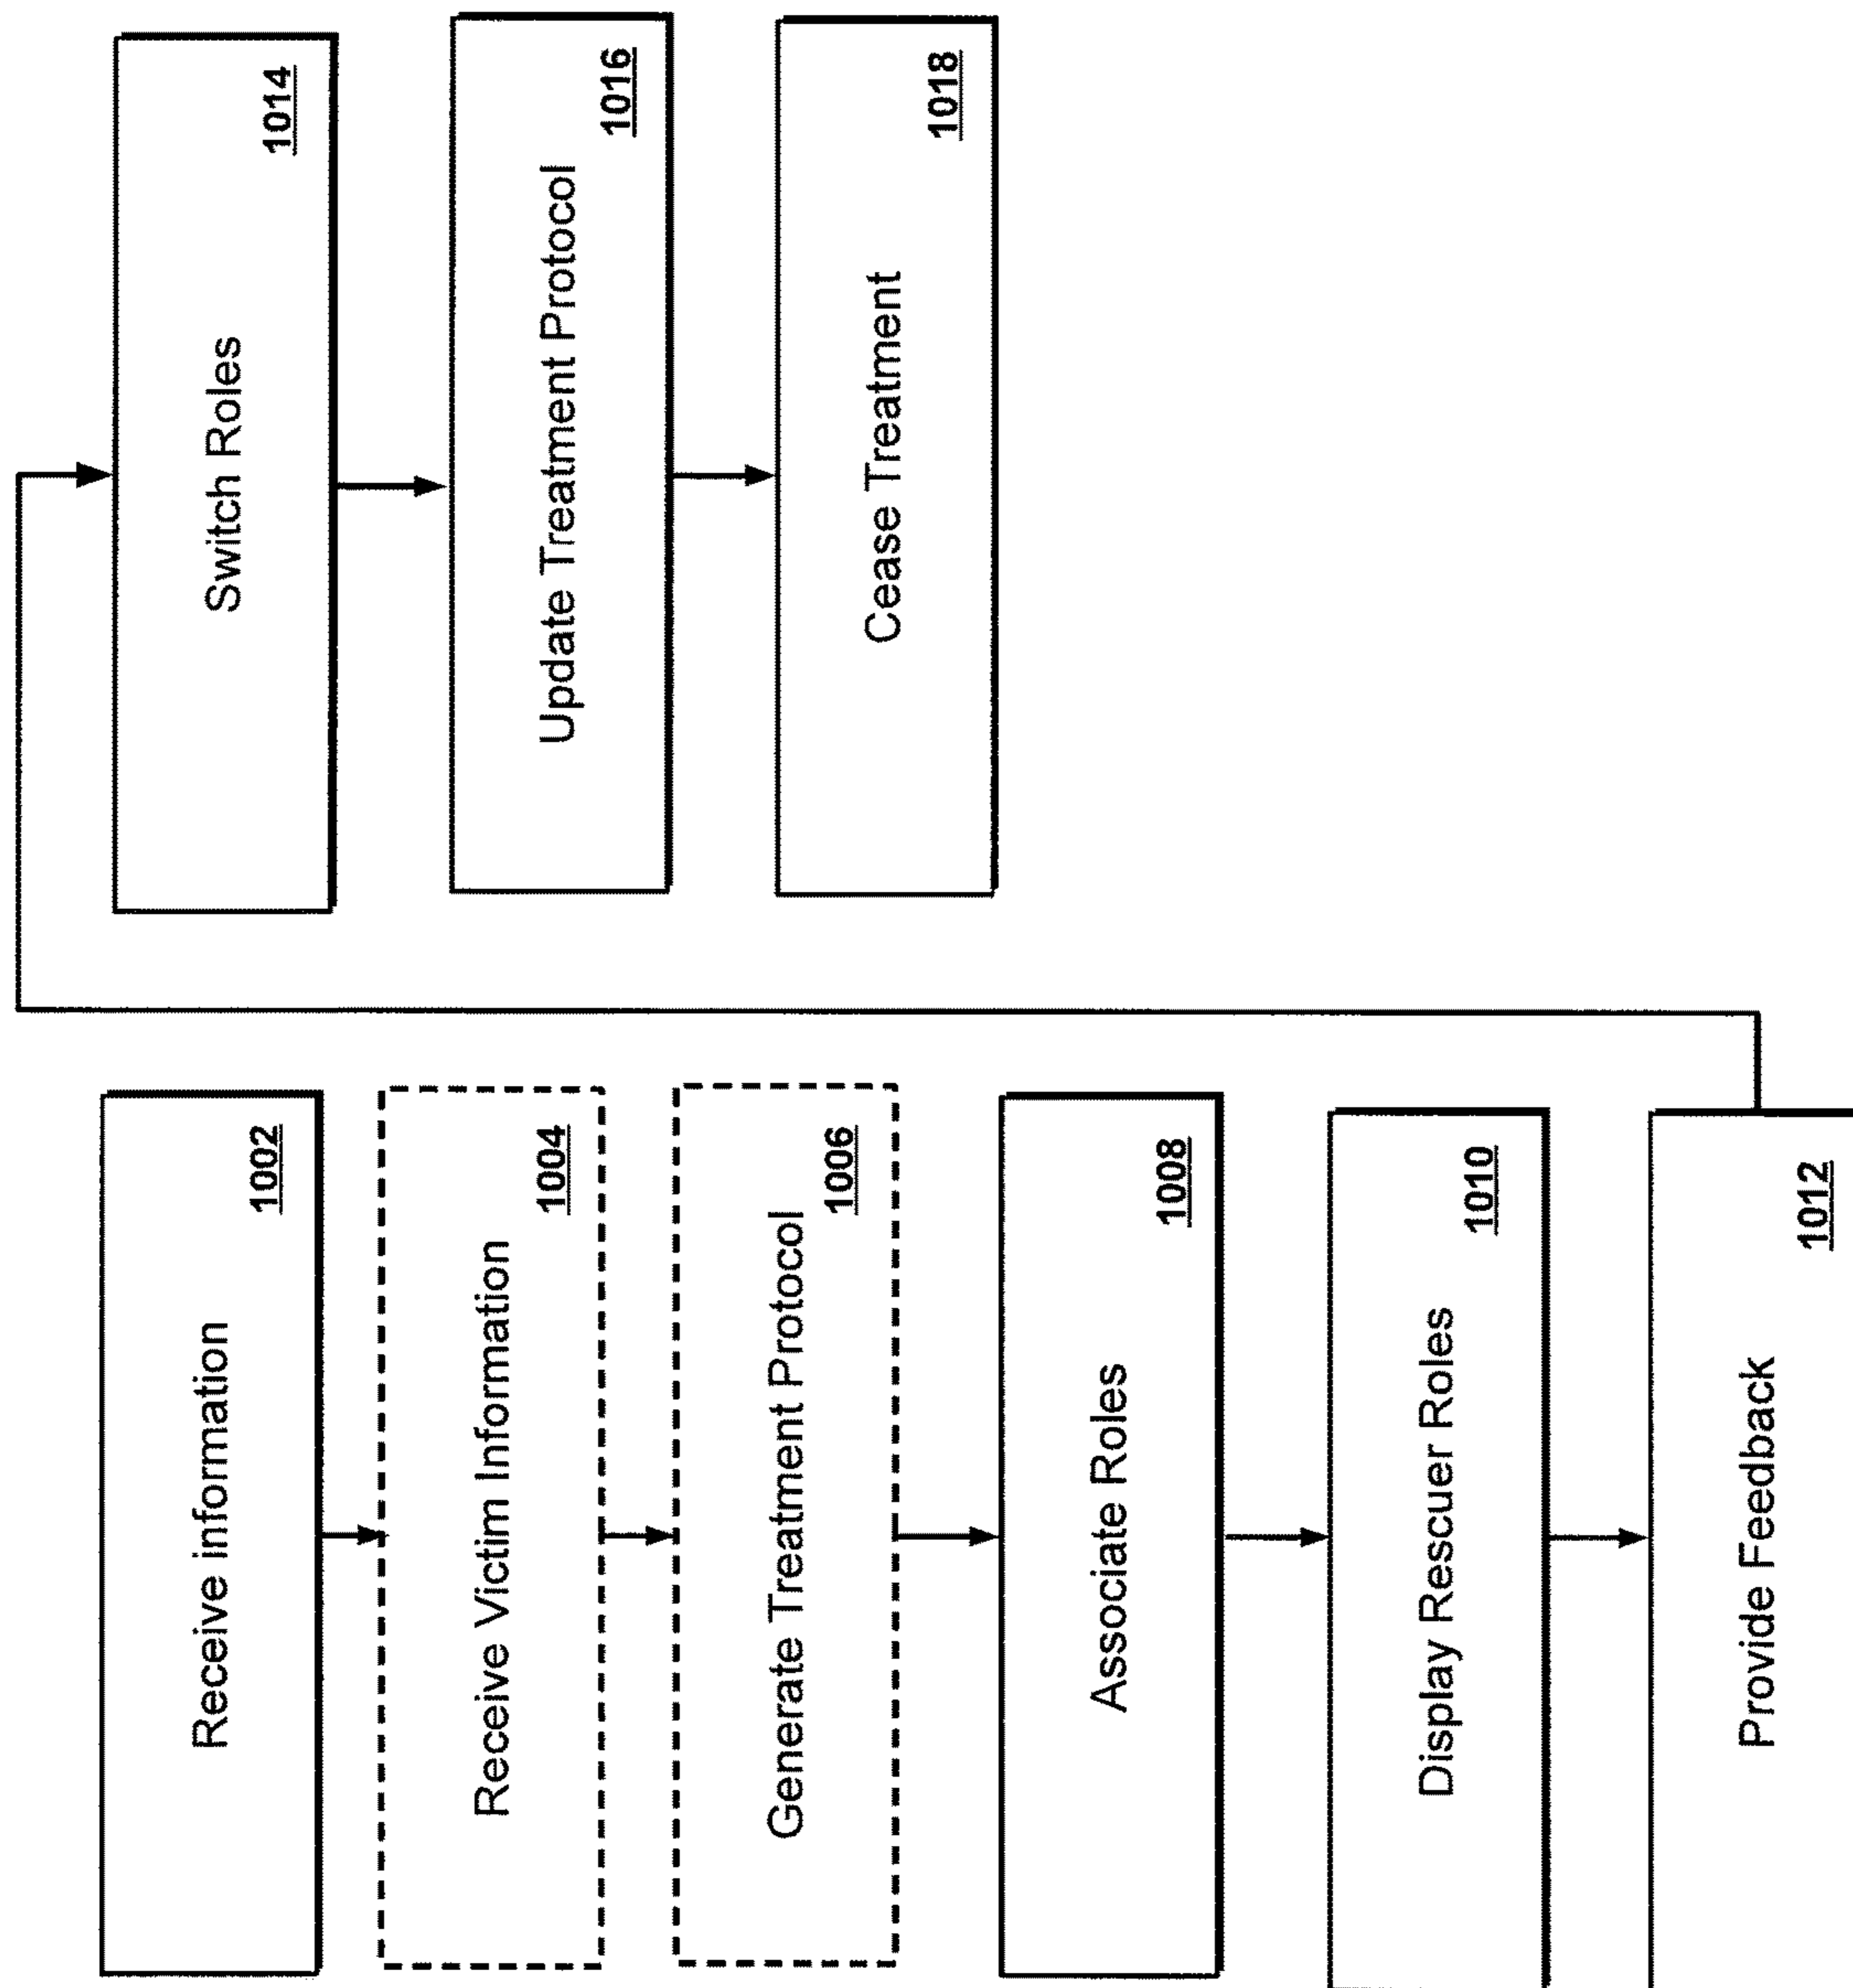 Receive information
1002
Receive Victim Information
1004
Generate Treatment Protocol
1006
Associate Roles
1008
Display Rescuer Roles
1010
Provide Feedback
1012
Switch Roles
1014
Update Treatment Protocol
1016
Cease Treatment
1018